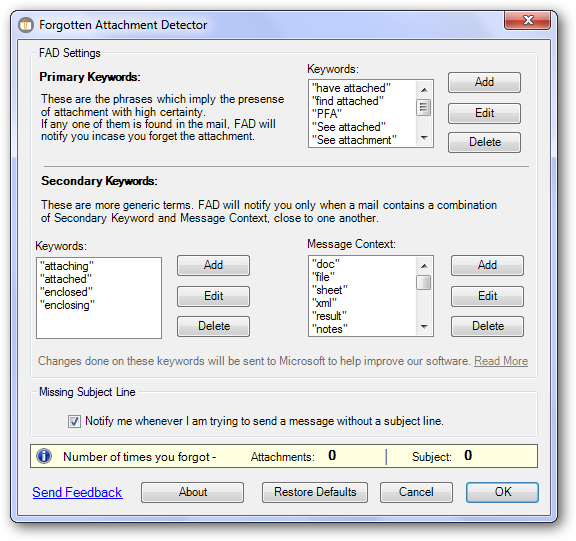 Forgotten Attachment Detector
FAD Settings
Primary Keywords:
These are the phrases which imply the presense
of attachment with high certainty.
If any one of them is found in the mail, FAD will
notify you incase you forget the attachment.
Keywords:
"have attached"
"find attached"
"PFA"
"See attached"
"See attachment"
Add
Edit
Delete
Secondary Keywords:
These are more generic terms. FAD will notify you only when a mail contains a combination
of Secondary Keyword and Message Context, close to one another.
Keywords:
"attaching"
"attached"
"enclosed"
"enclosing"
Add
Edit
Delete
Message Context:
"doc"
"file"
"sheet"
"xml"
"result"
"notes"
Add
Edit
Delete
Changes done on these keywords will be sent to Microsoft to help improve our software. Read More
Missing Subject Line
Notify me whenever I am trying to send a message without a subject line.
Number of times you forgot - Attachments: 0 | Subject: 0
Send Feedback About Restore Defaults Cancel OK